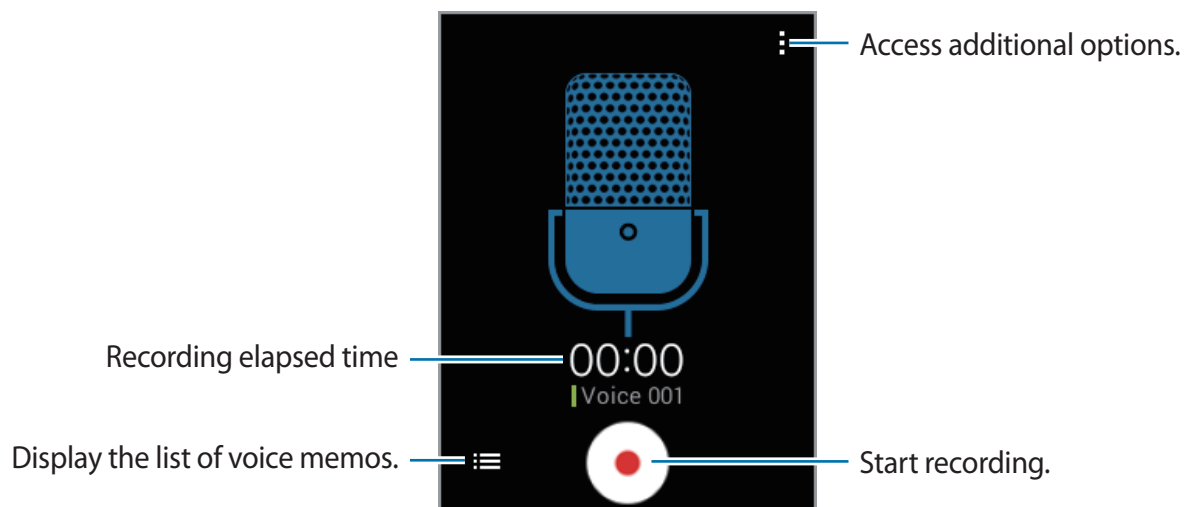 Access additional options.
Recording elapsed time
00:00
Voice 001
Display the list of voice memos.
Start recording.